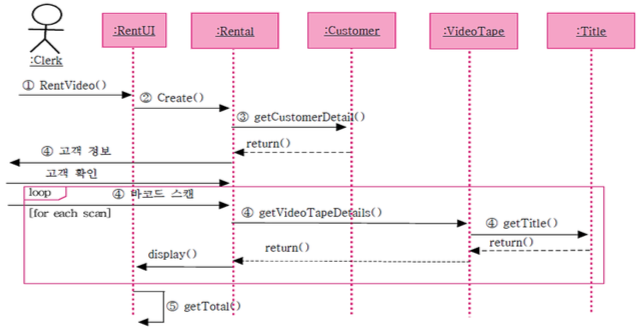 :RentUI :Rental :Customer :VideoTape :Title
:Clerk
① RentVideo()
② Create()
③ getCustomerDetail()
return()
④ 고객 정보
고객 확인
loop ④ 바코드 스캔
[for each scan]
④ getVideoTapeDetails()
④ getTitle()
return()
return()
display()
⑤ getTotal()